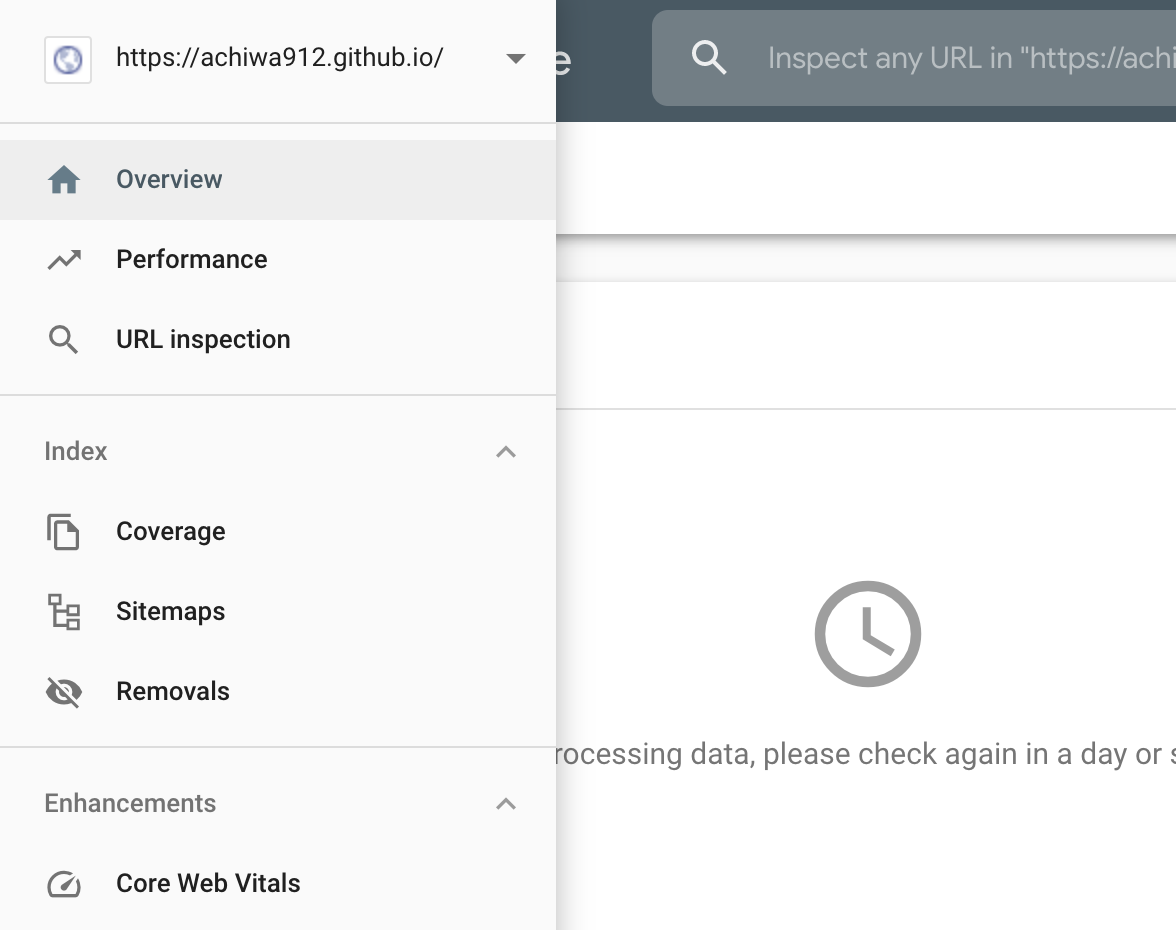 https://achiwa912.github.io/
e
Inspect any URL in "https://achi
Overview
Performance
URL inspection
Index
Coverage
Sitemaps
Removals
rocessing data, please check again in a day or s
Enhancements
Core Web Vitals